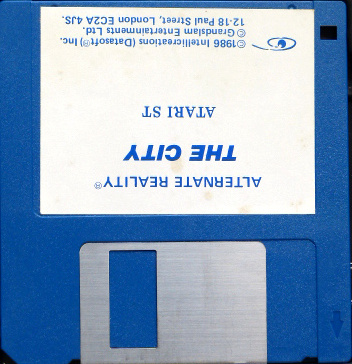 ALTERNATE REALITY®
THE CITY
ATARI ST
©1986 Intellicreations (Datasoft®) Inc.
© Grandslam Entertainments Ltd.
12-18 Paul Street, London EC2A 4JS.